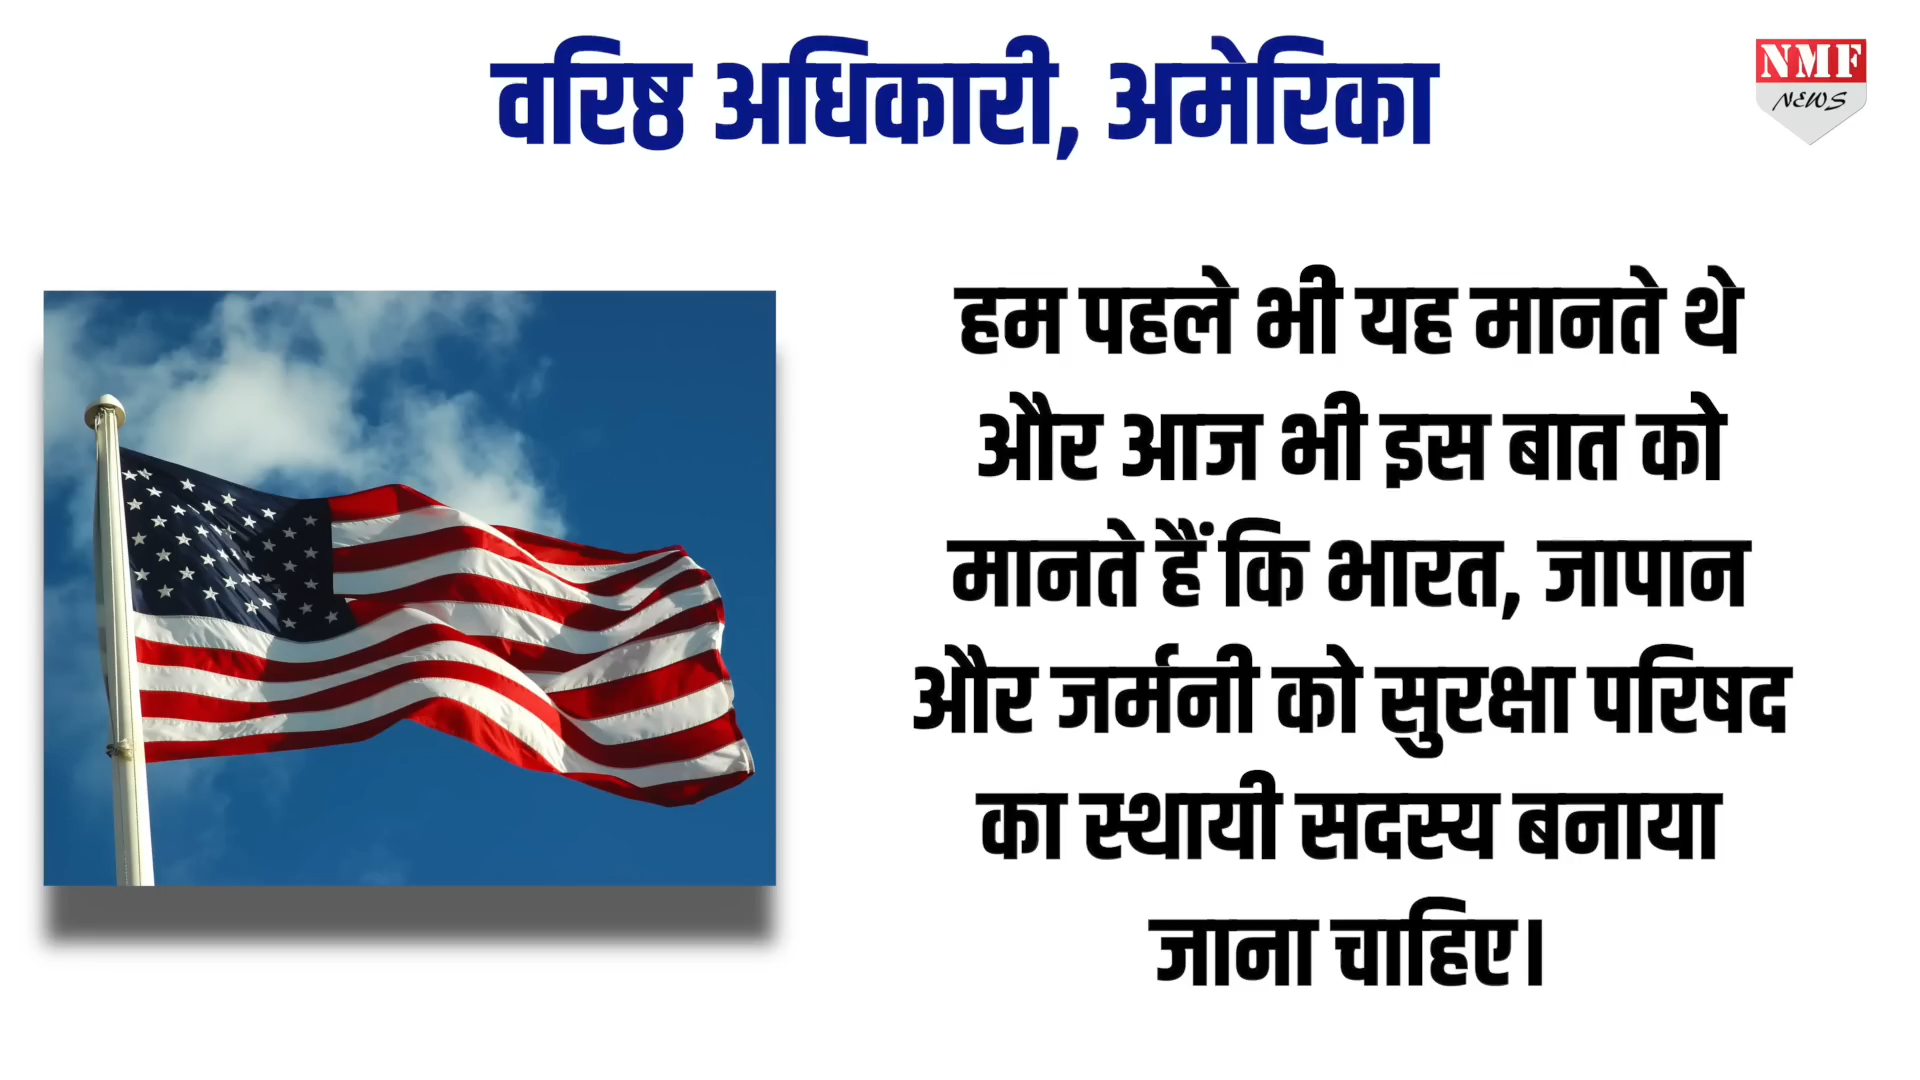 वरिष्ठ अधिकारी, अमेरिका
NMF
NEWS
हम पहले भी यह मानते थे
और आज भी इस बात को
मानते हैं कि भारत, जापान
और जर्मनी को सुरक्षा परिषद
का स्थायी सदस्य बनाया
जाना चाहिए।